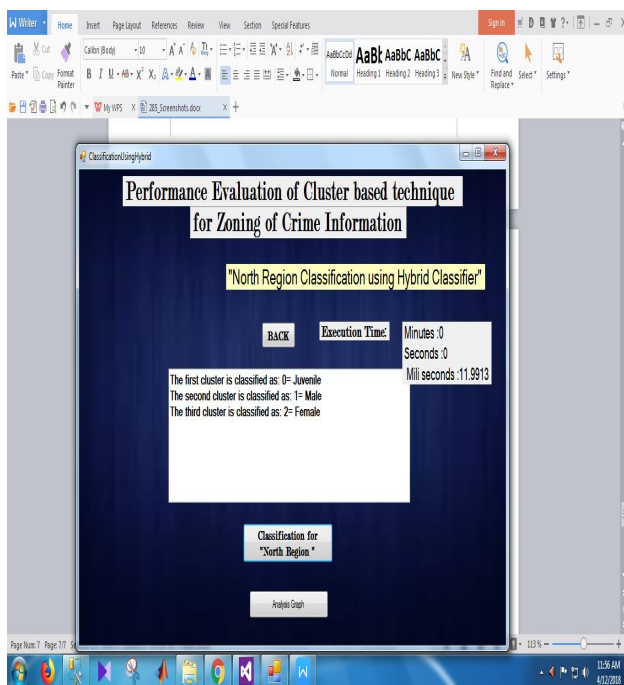 Writer
Home
Insert
Page Layout
References
Review
View
Section
Special Features
Sign in
Paste
Cut
Copy
Format Painter
Calibri (Body)
10
AaBbCcDd
AaBb
AaBbC
AaBbC
Normal
Heading 1
Heading 2
Heading 3
New Style
Find and Replace
Select
Settings
My WPS
285_Screenshots.docx
ClassificationUsingHybrid
Performance Evaluation of Cluster based technique
for Zoning of Crime Information
"North Region Classification using Hybrid Classifier"
BACK
Execution Time:
Minutes :0
Seconds :0
Mili seconds :11.9913
The first cluster is classified as: 0= Juvenile
The second cluster is classified as: 1= Male
The third cluster is classified as: 2= Female
Classification for
"North Region "
Analysis Graph
Page Num: 7 Page: 7/7
113 %
11:56 AM
4/12/2018